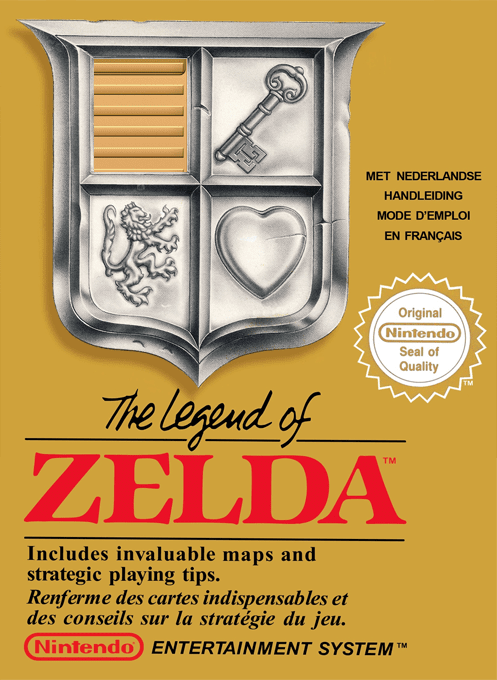 MET NEDERLANDSE
HANDLEIDING
MODE D'EMPLOI
EN FRANÇAIS
Original
Nintendo
Seal of
Quality
TM
The Legend of
ZELDA™
Includes invaluable maps and
strategic playing tips.
Renferme des cartes indispensables et
des conseils sur la stratégie du jeu.
Nintendo ENTERTAINMENT SYSTEM™